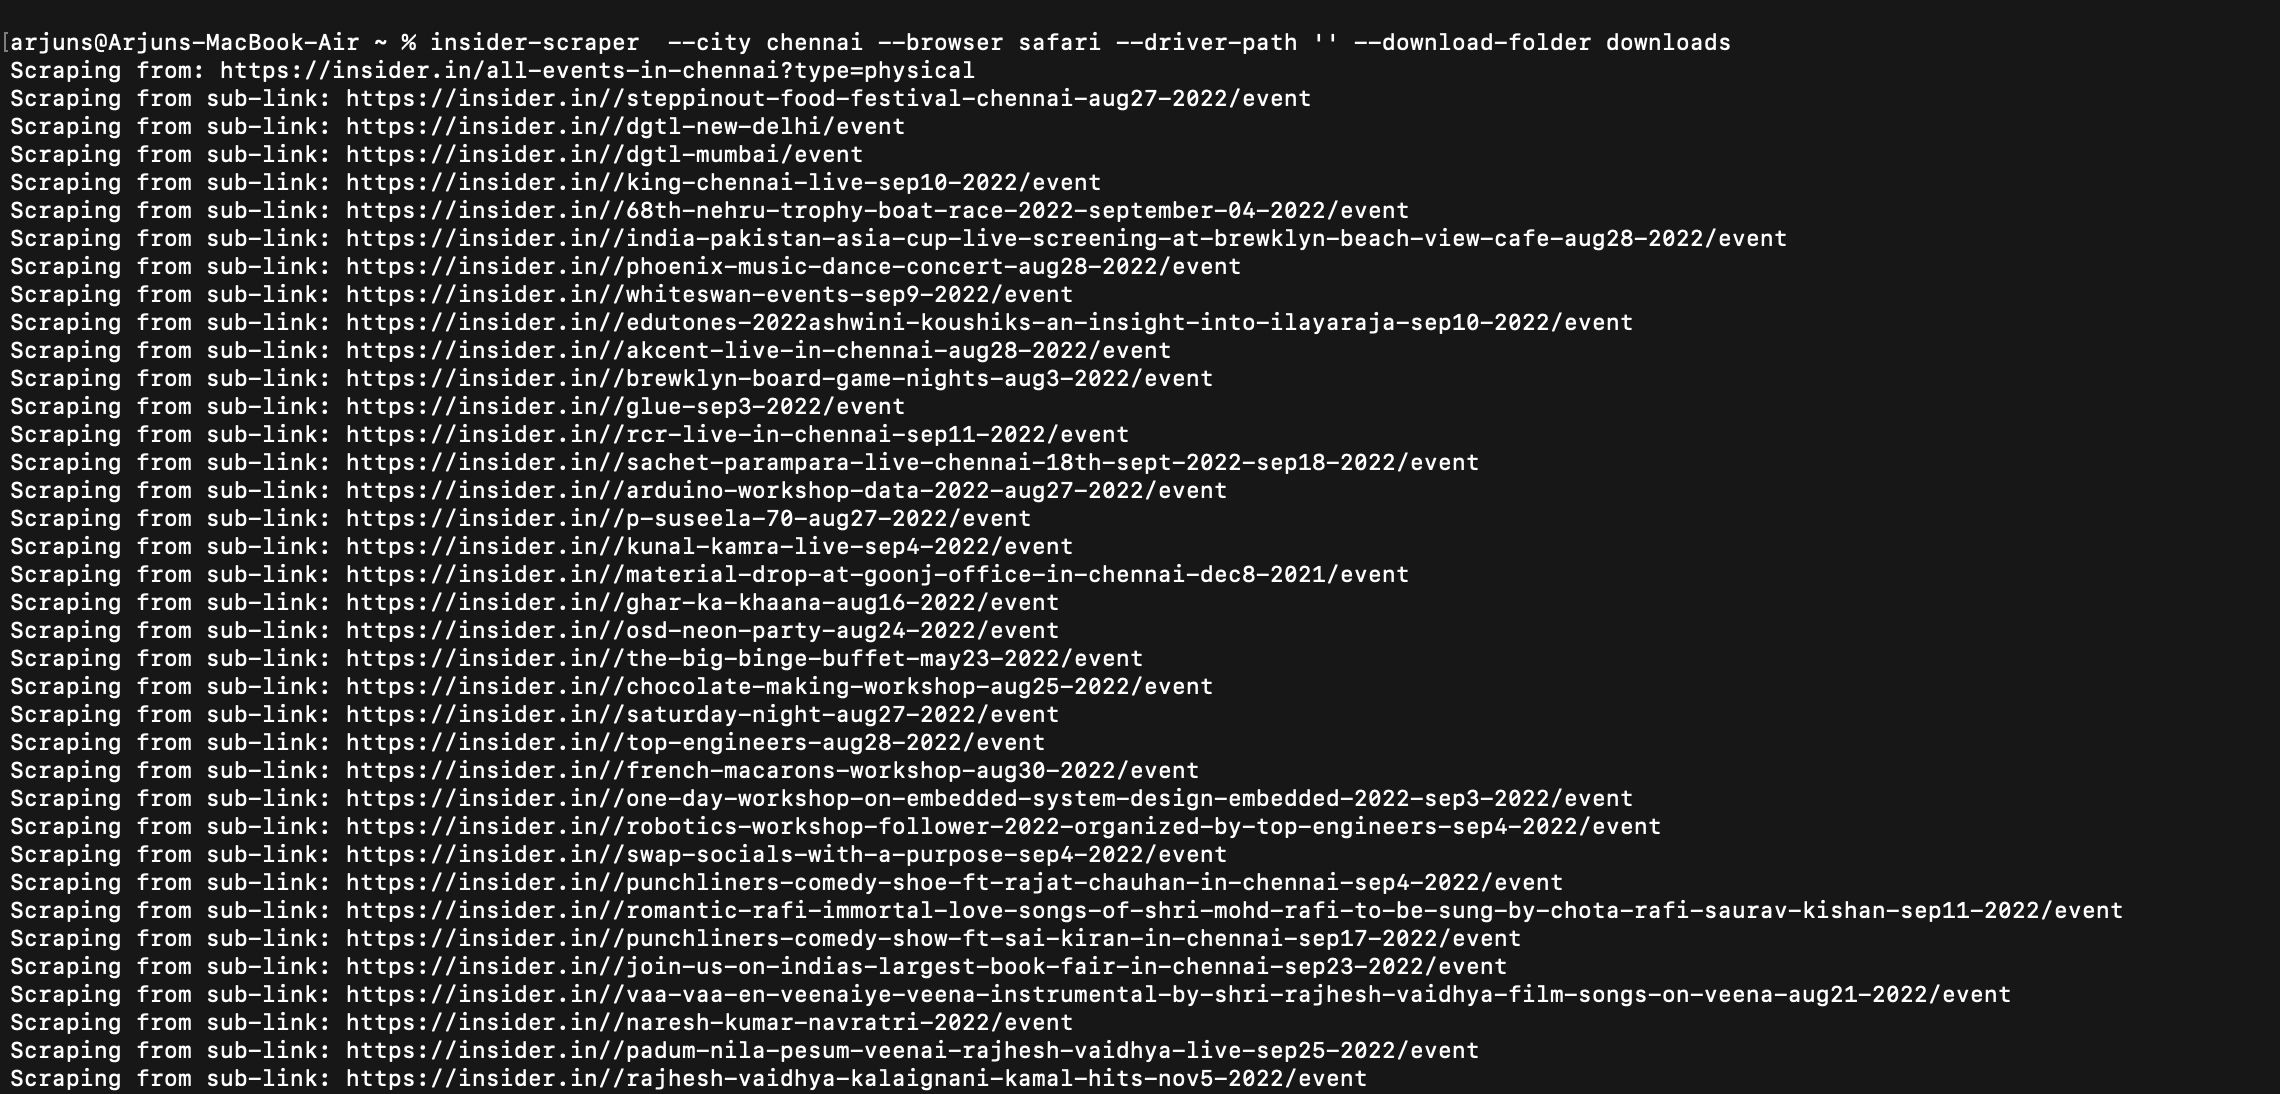 [arjuns@Arjuns-MacBook-Air ~ % insider-scraper  --city chennai --browser safari --driver-path '' --download-folder downloads
Scraping from: https://insider.in/all-events-in-chennai?type=physical
Scraping from sub-link: https://insider.in//steppinout-food-festival-chennai-aug27-2022/event
Scraping from sub-link: https://insider.in//dgtl-new-delhi/event
Scraping from sub-link: https://insider.in//dgtl-mumbai/event
Scraping from sub-link: https://insider.in//king-chennai-live-sep10-2022/event
Scraping from sub-link: https://insider.in//68th-nehru-trophy-boat-race-2022-september-04-2022/event
Scraping from sub-link: https://insider.in//india-pakistan-asia-cup-live-screening-at-brewklyn-beach-view-cafe-aug28-2022/event
Scraping from sub-link: https://insider.in//phoenix-music-dance-concert-aug28-2022/event
Scraping from sub-link: https://insider.in//whiteswan-events-sep9-2022/event
Scraping from sub-link: https://insider.in//edutones-2022ashwini-koushiks-an-insight-into-ilayaraja-sep10-2022/event
Scraping from sub-link: https://insider.in//akcent-live-in-chennai-aug28-2022/event
Scraping from sub-link: https://insider.in//brewklyn-board-game-nights-aug3-2022/event
Scraping from sub-link: https://insider.in//glue-sep3-2022/event
Scraping from sub-link: https://insider.in//rcr-live-in-chennai-sep11-2022/event
Scraping from sub-link: https://insider.in//sachet-parampara-live-chennai-18th-sept-2022-sep18-2022/event
Scraping from sub-link: https://insider.in//arduino-workshop-data-2022-aug27-2022/event
Scraping from sub-link: https://insider.in//p-suseela-70-aug27-2022/event
Scraping from sub-link: https://insider.in//kunal-kamra-live-sep4-2022/event
Scraping from sub-link: https://insider.in//material-drop-at-goonj-office-in-chennai-dec8-2021/event
Scraping from sub-link: https://insider.in//ghar-ka-khaana-aug16-2022/event
Scraping from sub-link: https://insider.in//osd-neon-party-aug24-2022/event
Scraping from sub-link: https://insider.in//the-big-binge-buffet-may23-2022/event
Scraping from sub-link: https://insider.in//chocolate-making-workshop-aug25-2022/event
Scraping from sub-link: https://insider.in//saturday-night-aug27-2022/event
Scraping from sub-link: https://insider.in//top-engineers-aug28-2022/event
Scraping from sub-link: https://insider.in//french-macarons-workshop-aug30-2022/event
Scraping from sub-link: https://insider.in//one-day-workshop-on-embedded-system-design-embedded-2022-sep3-2022/event
Scraping from sub-link: https://insider.in//robotics-workshop-follower-2022-organized-by-top-engineers-sep4-2022/event
Scraping from sub-link: https://insider.in//swap-socials-with-a-purpose-sep4-2022/event
Scraping from sub-link: https://insider.in//punchliners-comedy-shoe-ft-rajat-chauhan-in-chennai-sep4-2022/event
Scraping from sub-link: https://insider.in//romantic-rafi-immortal-love-songs-of-shri-mohd-rafi-to-be-sung-by-chota-rafi-saurav-kishan-sep11-2022/event
Scraping from sub-link: https://insider.in//punchliners-comedy-show-ft-sai-kiran-in-chennai-sep17-2022/event
Scraping from sub-link: https://insider.in//join-us-on-indias-largest-book-fair-in-chennai-sep23-2022/event
Scraping from sub-link: https://insider.in//vaa-vaa-en-veenaiye-veena-instrumental-by-shri-rajhesh-vaidhya-film-songs-on-veena-aug21-2022/event
Scraping from sub-link: https://insider.in//naresh-kumar-navratri-2022/event
Scraping from sub-link: https://insider.in//padum-nila-pesum-veenai-rajhesh-vaidhya-live-sep25-2022/event
Scraping from sub-link: https://insider.in//rajhesh-vaidhya-kalaignani-kamal-hits-nov5-2022/event